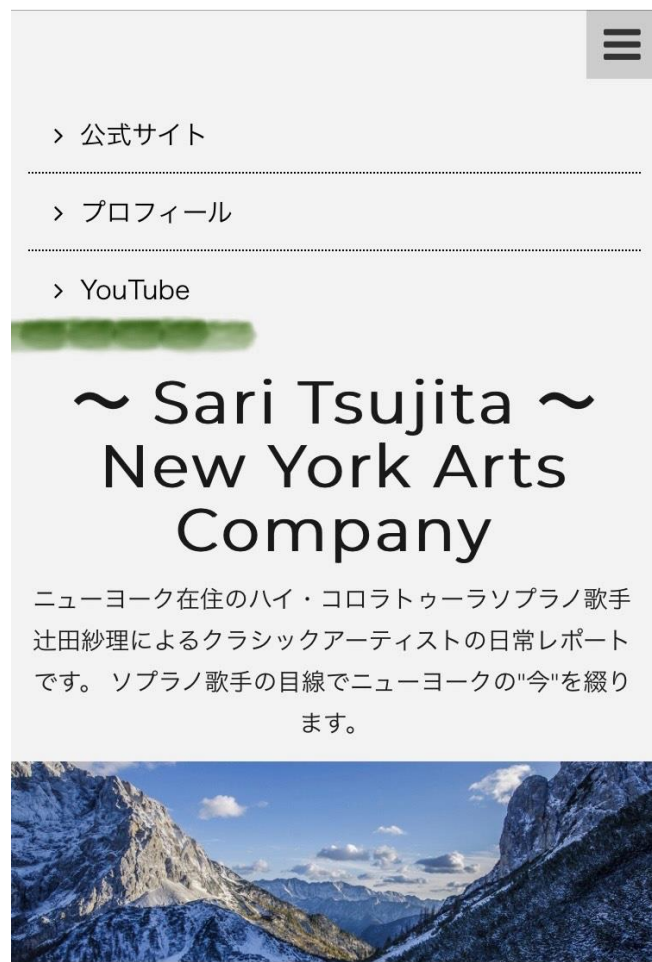 公式サイト
プロフィール
YouTube
〜 Sari Tsujita 〜
New York Arts
Company
ニューヨーク在住のハイ・コロラトゥーラソプラノ歌手
辻田紗理によるクラシックアーティストの日常レポート
です。 ソプラノ歌手の目線でニューヨークの"今"を綴り
ます。